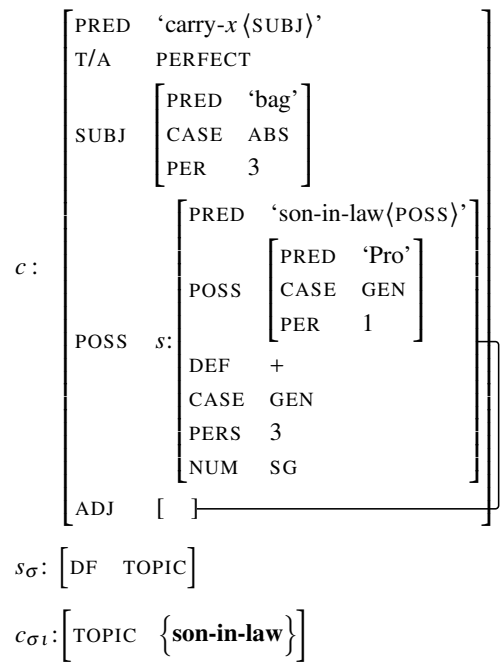 PRED ‘carry-x⟨SUBJ⟩’
T/A PERFECT
PRED ‘bag’
SUBJ CASE ABS
PER 3
PRED ‘son-in-law⟨POSS⟩’
PRED ‘Pro’
c : POSS CASE GEN
PER 1
POSS s:
DEF +
CASE GEN
PERS 3
NUM SG
ADJ [ ]
sσ: [DF TOPIC]
cσι: [TOPIC {son-in-law}]